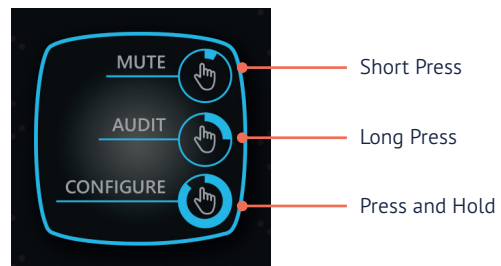 MUTE
Short Press
AUDIT
Long Press
CONFIGURE
Press and Hold